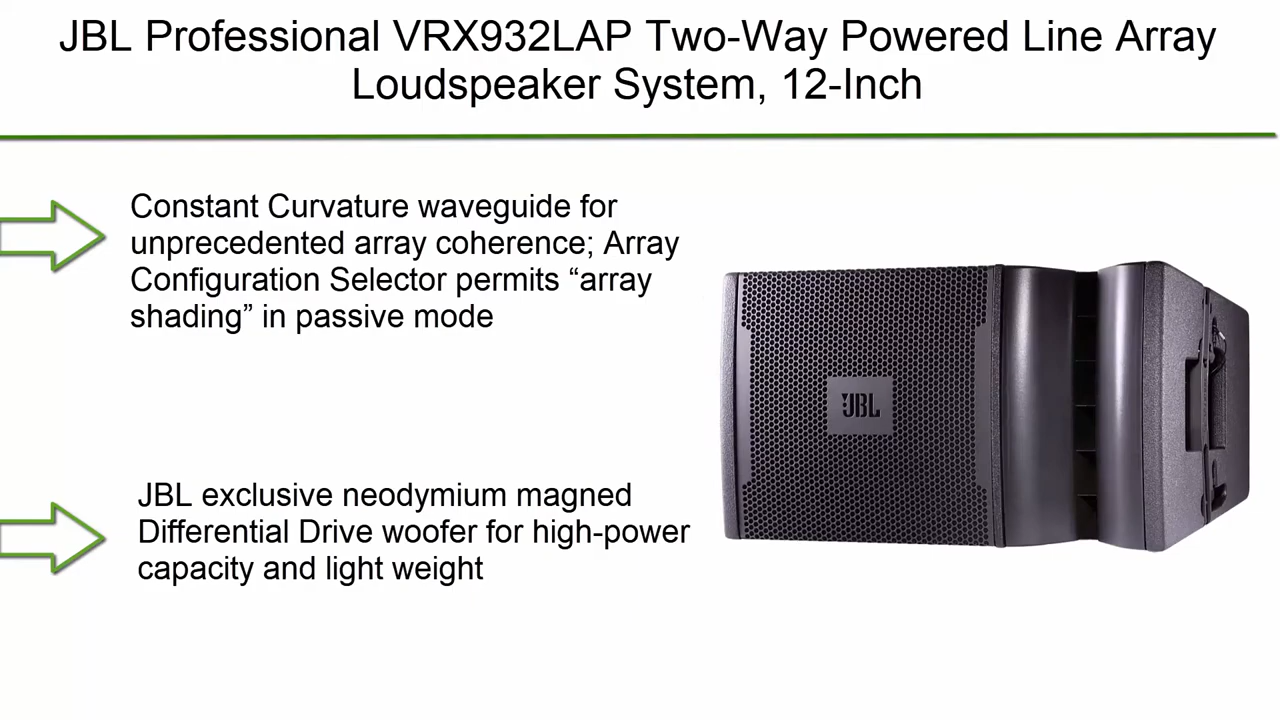 JBL Professional VRX932LAP Two-Way Powered Line Array
Loudspeaker System, 12-Inch
Constant Curvature waveguide for
unprecedented array coherence; Array
Configuration Selector permits “array
shading” in passive mode
JBL
JBL exclusive neodymium magned
Differential Drive woofer for high-power
capacity and light weight